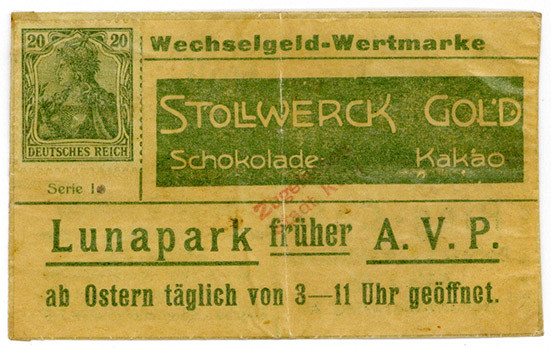 20 20
DEUTSCHES REICH
Serie 1
Wechselgeld-Wertmarke
STOLLWERCK GOLD
Schokolade Kakao
Lunapark früher A. V. P.
ab Ostern täglich von 3—11 Uhr geöffnet.